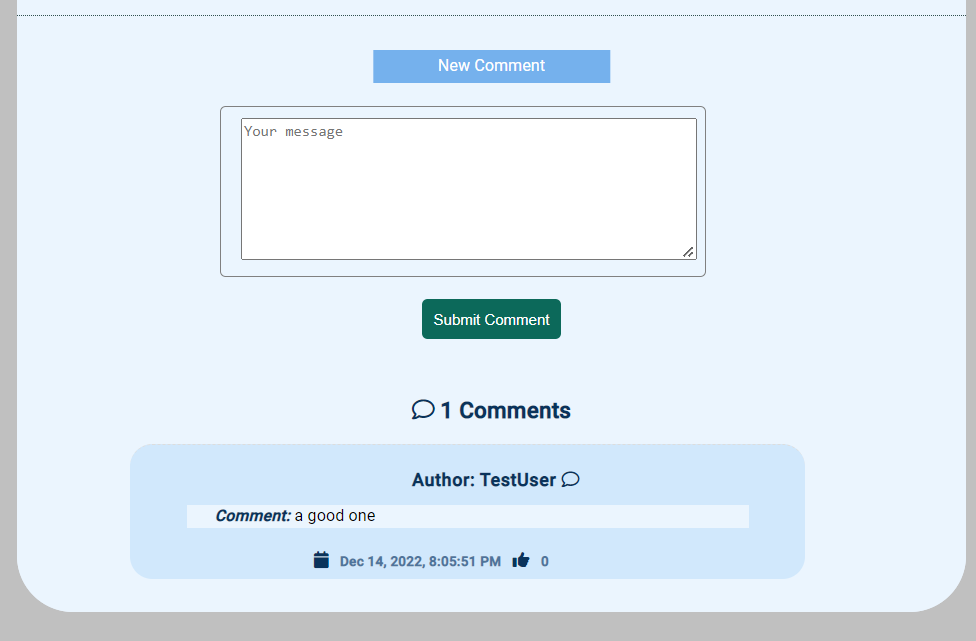 New Comment
Your message
Submit Comment
1 Comments
Author: TestUser
Comment: a good one
Dec 14, 2022, 8:05:51 PM 0